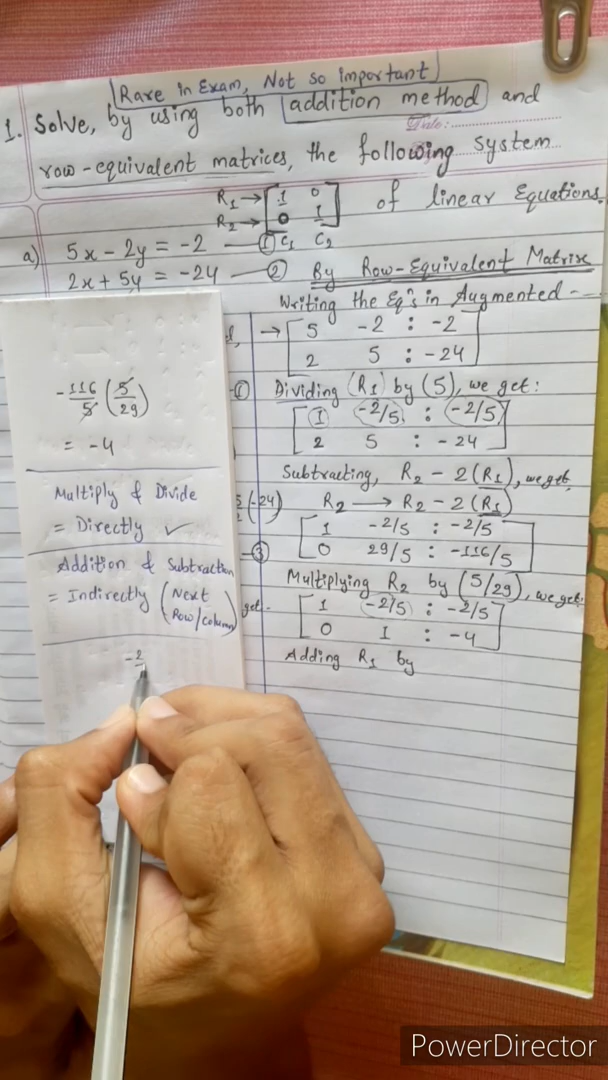 Rare in Exam, Not so important
1. Solve, by using both addition method and
Date:
row-equivalent matrices, the following system
of linear Equations.
R₁→ [ 1 0 ]
R₂→ [ 0 1 ]
C₁ C₂
a) 5x - 2y = -2 — ①
2x + 5y = -24 — ②
By Row-Equivalent Matrix
Writing the Eqⁿs in Augmented -
→ [ 5 -2 : -2 ]
[ 2 5 : -24 ]
Dividing (R₁) by (5), we get:
[ 1 -2/5 : -2/5 ]
[ 2 5 : -24 ]
Subtracting, R₂ - 2(R₁), we get,
R₂ → R₂ - 2(R₁)
[ 1 -2/5 : -2/5 ]
[ 0 29/5 : -116/5 ]
Multiplying R₂ by (5/29), we get:
[ 1 -2/5 : -2/5 ]
[ 0 1 : -4 ]
Adding R₁ by
-116/5 (5/29)
= -4
Multiply & Divide
= Directly ✓
Addition & Subtraction
= Indirectly (Next
Row/column)
-2
(-24)
③
get.
PowerDirector